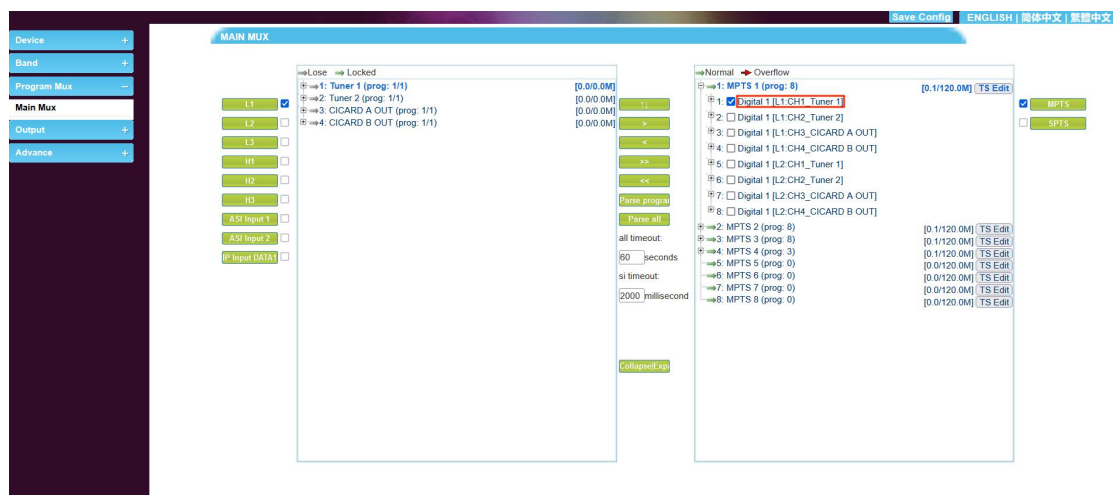 Save Config ENGLISH | 简体中文 | 繁體中文
Device +
Band +
Program Mux −
Main Mux
Output +
Advance +
MAIN MUX
L1
L2
L3
H1
H2
H3
ASI Input 1
ASI Input 2
IP Input DATA1
Lose Locked
1: Tuner 1 (prog: 1/1) [0.0/0.0M]
2: Tuner 2 (prog: 1/1) [0.0/0.0M]
3: CICARD A OUT (prog: 1/1) [0.0/0.0M]
4: CICARD B OUT (prog: 1/1) [0.0/0.0M]
↑↓
>
<
>>
<<
Parse progra
Parse all
all timeout:
60 seconds
si timeout:
2000 millisecond
Collapse|Exp
Normal Overflow
1: MPTS 1 (prog: 8) [0.1/120.0M] TS Edit
1: Digital 1 [L1:CH1_Tuner 1]
2: Digital 1 [L1:CH2_Tuner 2]
3: Digital 1 [L1:CH3_CICARD A OUT]
4: Digital 1 [L1:CH4_CICARD B OUT]
5: Digital 1 [L2:CH1_Tuner 1]
6: Digital 1 [L2:CH2_Tuner 2]
7: Digital 1 [L2:CH3_CICARD A OUT]
8: Digital 1 [L2:CH4_CICARD B OUT]
2: MPTS 2 (prog: 8) [0.1/120.0M] TS Edit
3: MPTS 3 (prog: 8) [0.1/120.0M] TS Edit
4: MPTS 4 (prog: 3) [0.1/120.0M] TS Edit
5: MPTS 5 (prog: 0) [0.0/120.0M] TS Edit
6: MPTS 6 (prog: 0) [0.0/120.0M] TS Edit
7: MPTS 7 (prog: 0) [0.0/120.0M] TS Edit
8: MPTS 8 (prog: 0) [0.0/120.0M] TS Edit
MPTS
SPTS